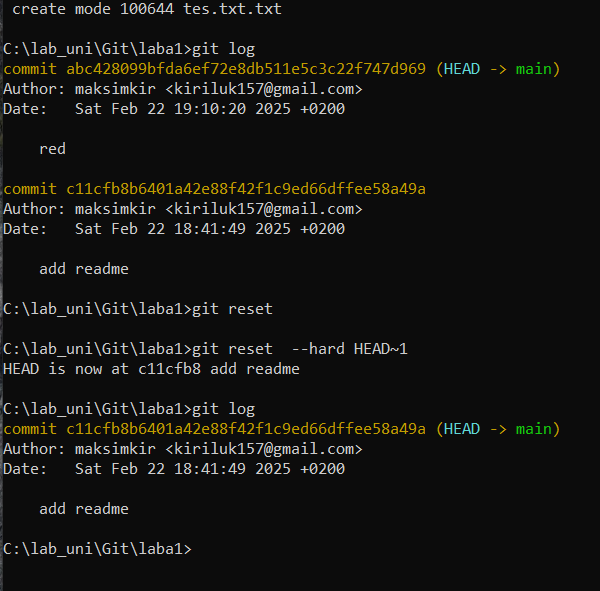 create mode 100644 tes.txt.txt
C:\lab_uni\Git\laba1>git log
commit abc428099bfda6ef72e8db511e5c3c22f747d969 (HEAD -> main)
Author: maksimkir <kiriluk157@gmail.com>
Date:   Sat Feb 22 19:10:20 2025 +0200
red
commit c11cfb8b6401a42e88f42f1c9ed66dffee58a49a
Author: maksimkir <kiriluk157@gmail.com>
Date:   Sat Feb 22 18:41:49 2025 +0200
add readme
C:\lab_uni\Git\laba1>git reset
C:\lab_uni\Git\laba1>git reset  --hard HEAD~1
HEAD is now at c11cfb8 add readme
C:\lab_uni\Git\laba1>git log
commit c11cfb8b6401a42e88f42f1c9ed66dffee58a49a (HEAD -> main)
Author: maksimkir <kiriluk157@gmail.com>
Date:   Sat Feb 22 18:41:49 2025 +0200
add readme
C:\lab_uni\Git\laba1>